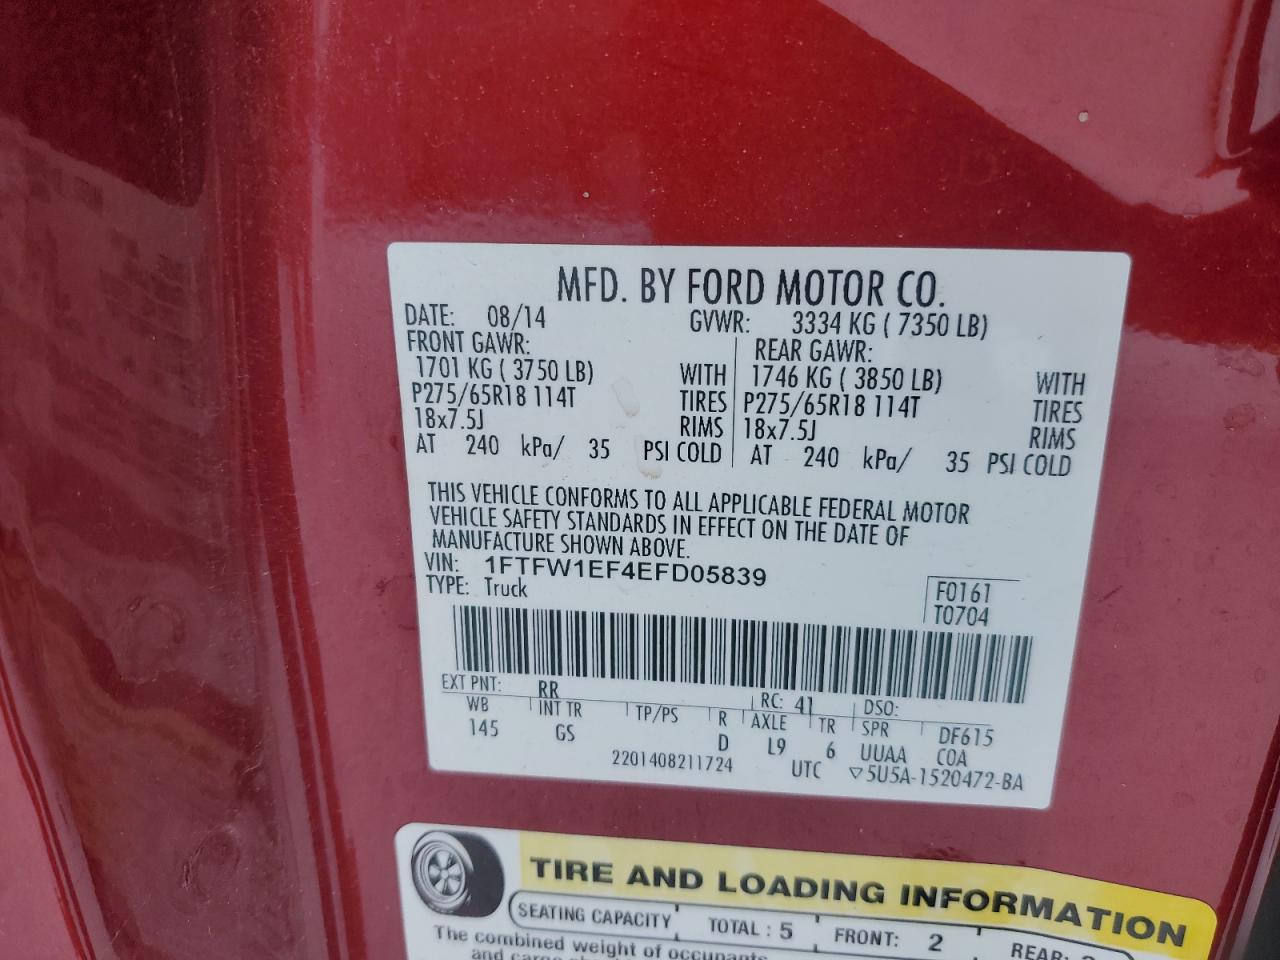 MFD. BY FORD MOTOR CO.
DATE: 08/14 GVWR: 3334 KG ( 7350 LB)
FRONT GAWR: REAR GAWR:
1701 KG ( 3750 LB) WITH 1746 KG ( 3850 LB) WITH
P275/65R18 114T TIRES P275/65R18 114T TIRES
18x7.5J RIMS 18x7.5J RIMS
AT 240 kPa/ 35 PSI COLD AT 240 kPa/ 35 PSI COLD
THIS VEHICLE CONFORMS TO ALL APPLICABLE FEDERAL MOTOR
VEHICLE SAFETY STANDARDS IN EFFECT ON THE DATE OF
MANUFACTURE SHOWN ABOVE.
VIN: 1FTFW1EF4EFD05839
TYPE: Truck
F0161
T0704
EXT PNT: RR RC: 41 DSO:
WB INT TR TP/PS R AXLE TR SPR DF615
145 GS D L9 6 UUAA COA
2201408211724 UTC ▽5U5A-1520472-BA
TIRE AND LOADING INFORMATION
SEATING CAPACITY TOTAL : 5 FRONT: 2 REAR:
The combined weight of occupants
and cargo